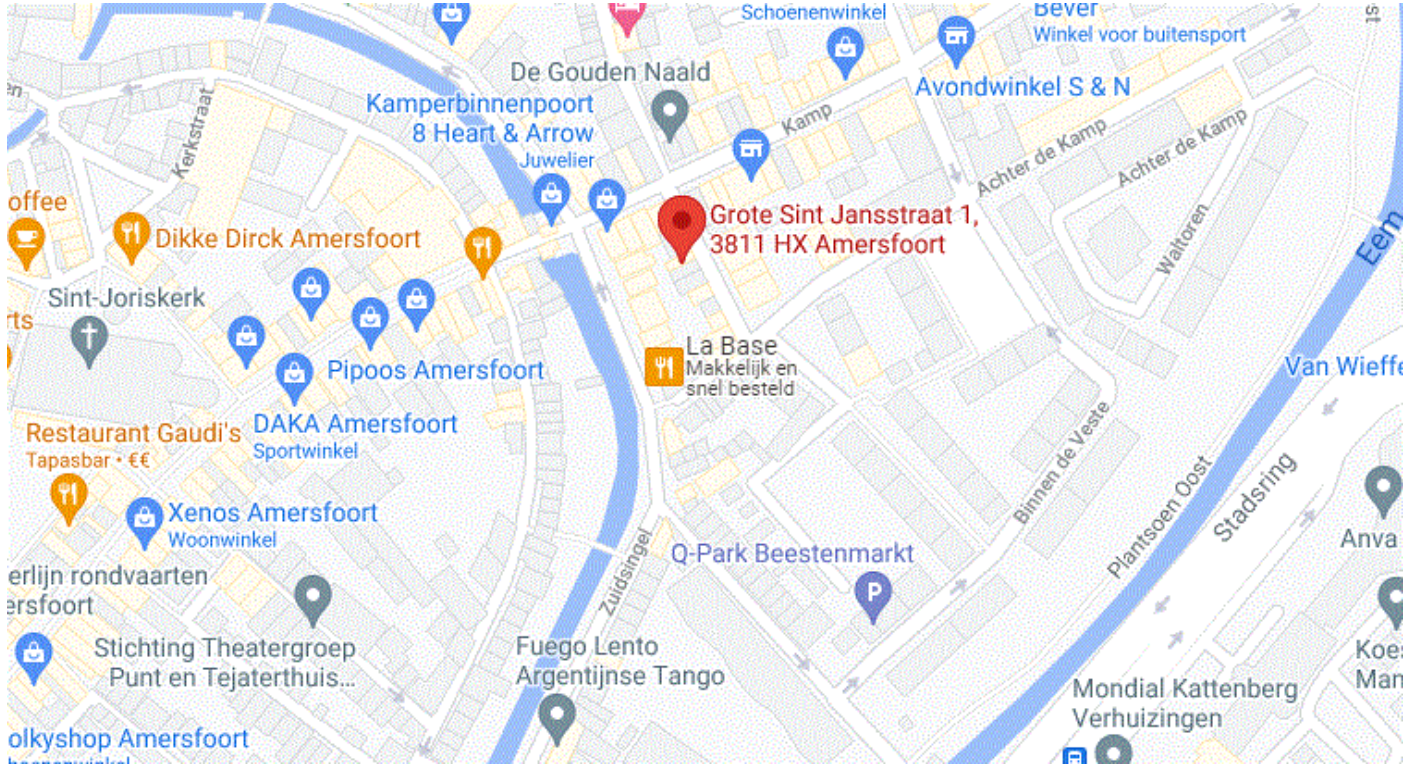 Schoenenwinkel
Bever
Winkel voor buitensport
De Gouden Naald
Avondwinkel S & N
Kamperbinnenpoort
8 Heart & Arrow
Juwelier
Kamp
Kerkstraat
Achter de Kamp
Achter de Kamp
offee
Dikke Dirck Amersfoort
Grote Sint Jansstraat 1,
3811 HX Amersfoort
Waltoren
Eem
Sint-Joriskerk
rts
La Base
Makkelijk en
snel besteld
Pipoos Amersfoort
Van Wieffe
DAKA Amersfoort
Sportwinkel
Restaurant Gaudi's
Tapasbar • €€
Binnen de Veste
Plantsoen Oost
Stadsring
Xenos Amersfoort
Woonwinkel
Q-Park Beestenmarkt
P
Anva
Zuidsingel
erlijn rondvaarten
ersfoort
Stichting Theatergroep
Punt en Tejaterthuis...
Fuego Lento
Argentijnse Tango
Koes
Man
Mondial Kattenberg
Verhuizingen
olkyshop Amersfoort